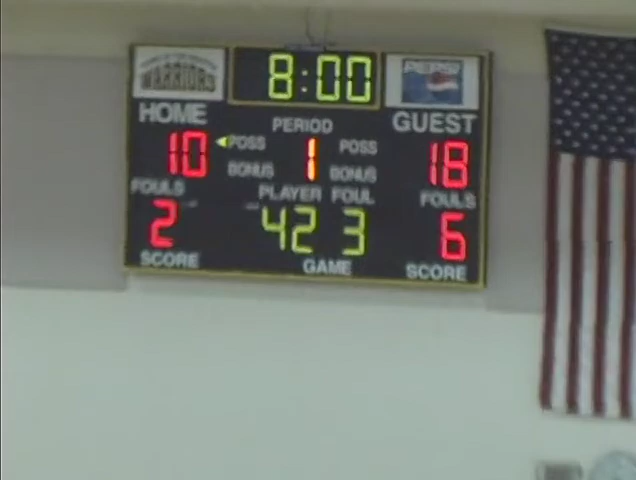 WARRIORS
8:00
HOME
PERIOD
GUEST
10
POSS
1
POSS
18
BONUS
BONUS
FOULS
PLAYER FOUL
FOULS
2
42 3
6
SCORE
GAME
SCORE